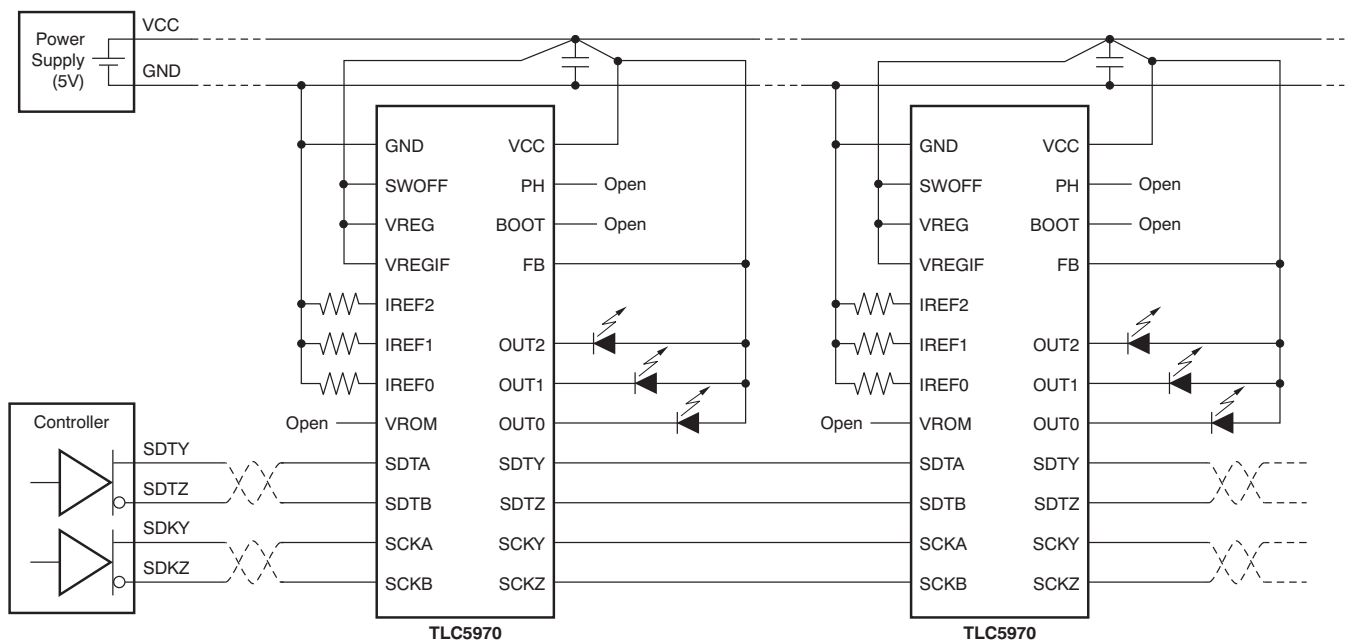 Power
Supply
(5V)
VCC
GND
GND
SWOFF
VREG
VREGIF
IREF2
IREF1
IREF0
VROM
SDTA
SDTB
SCKA
SCKB
VCC
PH
BOOT
FB
OUT2
OUT1
OUT0
SDTY
SDTZ
SCKY
SCKZ
Open
Open
Open
TLC5970
GND
SWOFF
VREG
VREGIF
IREF2
IREF1
IREF0
VROM
SDTA
SDTB
SCKA
SCKB
VCC
PH
BOOT
FB
OUT2
OUT1
OUT0
SDTY
SDTZ
SCKY
SCKZ
Open
Open
Open
TLC5970
Controller
SDTY
SDTZ
SDKY
SDKZ